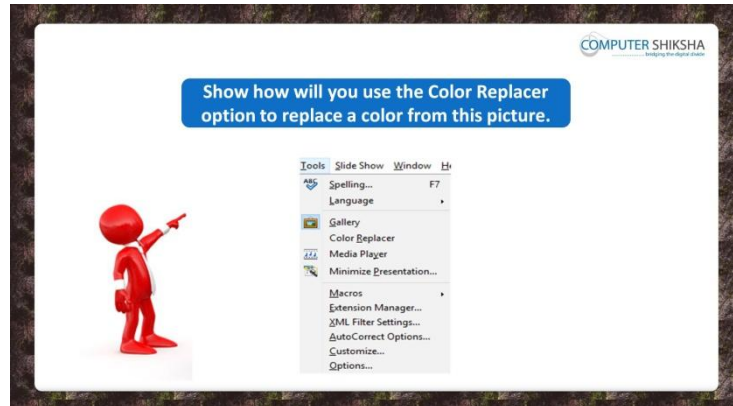 COMPUTER SHIKSHA
bridging the digital divide
Show how will you use the Color Replacer
option to replace a color from this picture.
Tools Slide Show Window He
ABC Spelling... F7
Language
Gallery
Color Replacer
Media Player
Minimize Presentation...
Macros
Extension Manager...
XML Filter Settings...
AutoCorrect Options...
Customize...
Options...